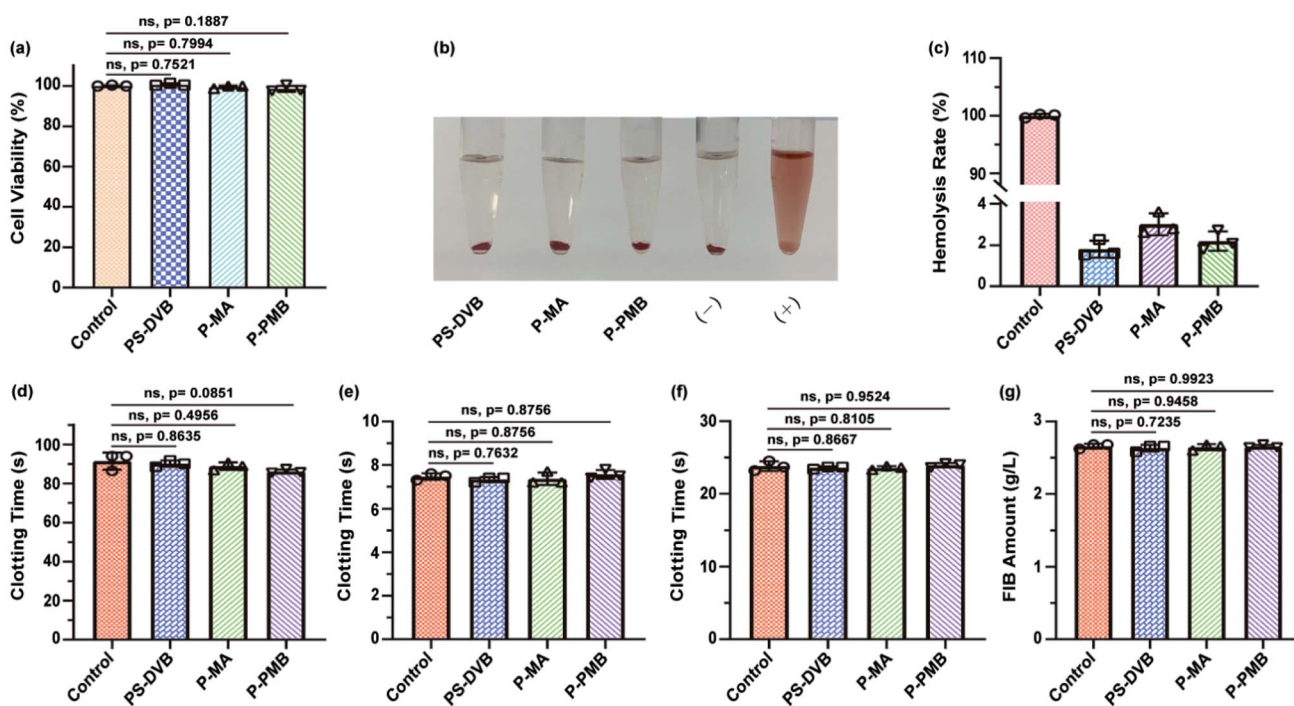 (a)
ns, p= 0.1887
ns, p= 0.7994
ns, p= 0.7521
Cell Viability (%)
100
80
60
40
20
0
Control
PS-DVB
P-MA
P-PMB
(b)
PS-DVB
P-MA
P-PMB
(—)
(+)
(c)
Hemolysis Rate (%)
110
100
90
4
2
0
Control
PS-DVB
P-MA
P-PMB
(d)
ns, p= 0.0851
ns, p= 0.4956
ns, p= 0.8635
Clotting Time (s)
100
80
60
40
20
0
Control
PS-DVB
P-MA
P-PMB
(e)
ns, p= 0.8756
ns, p= 0.8756
ns, p= 0.7632
Clotting Time (s)
10
8
6
4
2
0
Control
PS-DVB
P-MA
P-PMB
(f)
ns, p= 0.9524
ns, p= 0.8105
ns, p= 0.8667
Clotting Time (s)
30
20
10
0
Control
PS-DVB
P-MA
P-PMB
(g)
ns, p= 0.9923
ns, p= 0.9458
ns, p= 0.7235
FIB Amount (g/L)
3
2
1
0
Control
PS-DVB
P-MA
P-PMB